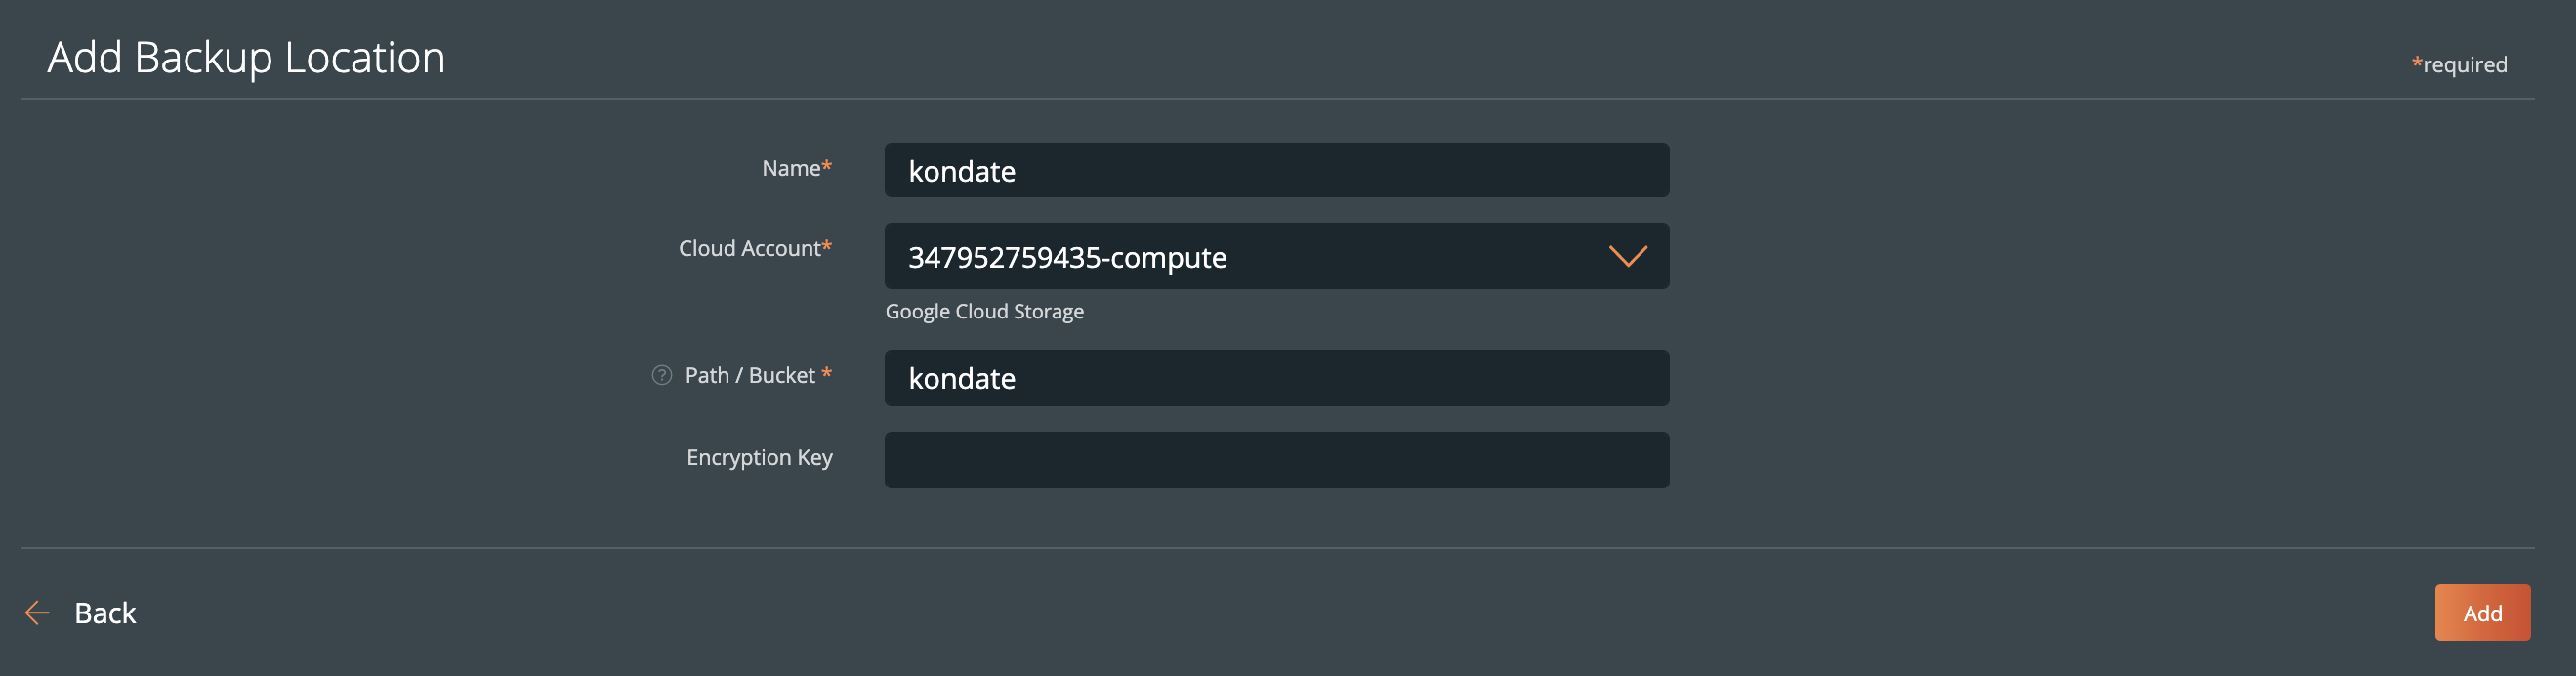 Add Backup Location
*required
Name*
kondate
Cloud Account*
347952759435-compute
Google Cloud Storage
? Path / Bucket *
kondate
Encryption Key
Back
Add